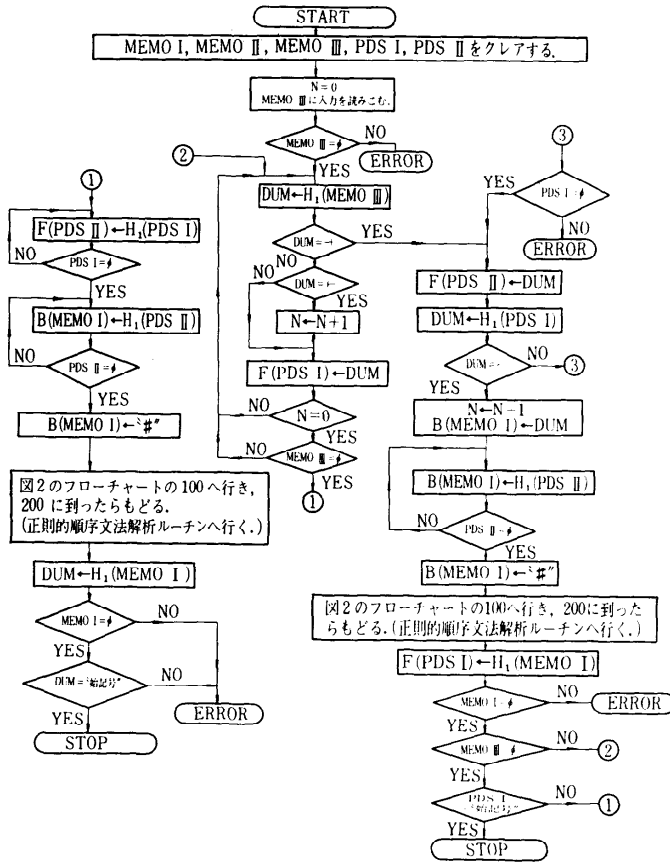 START
MEMO Ⅰ, MEMO Ⅱ, MEMO Ⅲ, PDS Ⅰ, PDS Ⅱ をクレアする.
N=0
MEMO Ⅲに入力を読みこむ.
MEMO Ⅲ=φ
NO
ERROR
YES
②
DUM←H₁(MEMO Ⅲ)
DUM=⊣
YES
NO
DUM=⊢
NO
YES
N←N+1
F(PDS Ⅰ)←DUM
N=0
NO
YES
MEMO Ⅲ=φ
NO
YES
①
①
F(PDS Ⅱ)←H₁(PDS Ⅰ)
PDS Ⅰ=φ
NO
YES
B(MEMO Ⅰ)←H₁(PDS Ⅱ)
PDS Ⅱ=φ
NO
YES
B(MEMO Ⅰ)←〝#〟
図2のフローチャートの100へ行き,
200に到ったらもどる.
(正則的順序文法解析ルーチンへ行く.)
DUM←H₁(MEMO Ⅰ)
MEMO Ⅰ=φ
NO
YES
DUM=〝始記号〟
NO
YES
ERROR
STOP
③
PDS Ⅰ=φ
YES
NO
ERROR
F(PDS Ⅱ)←DUM
DUM←H₁(PDS Ⅰ)
NO
③
YES
N←N−1
B(MEMO Ⅰ)←DUM
B(MEMO Ⅰ)←H₁(PDS Ⅱ)
PDS Ⅱ=φ
NO
YES
B(MEMO Ⅰ)←〝#〟
図2のフローチャートの100へ行き, 200に到った
らもどる.(正則的順序文法解析ルーチンへ行く.)
F(PDS Ⅰ)←H₁(MEMO Ⅰ)
MEMO Ⅰ=φ
NO
ERROR
YES
MEMO Ⅲ φ
NO
②
YES
PDS Ⅰ
=〝始記号〟
NO
①
YES
STOP